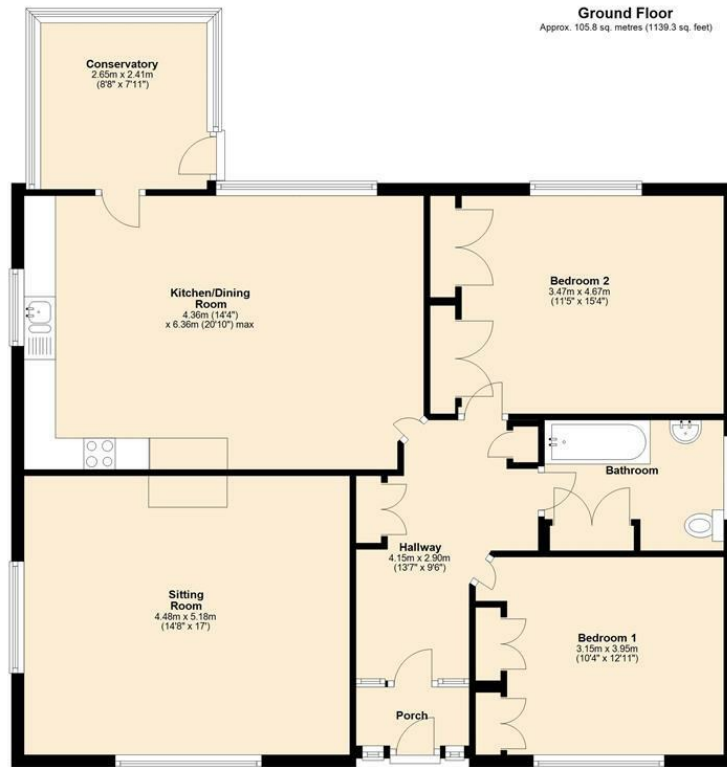 Ground Floor
Approx. 105.8 sq. metres (1139.3 sq. feet)
Conservatory
2.65m x 2.41m
(8'8" x 7'11")
Kitchen/Dining
Room
4.36m (14'4")
x 6.36m (20'10") max
Bedroom 2
3.47m x 4.67m
(11'5" x 15'4")
Bathroom
Hallway
4.15m x 2.90m
(13'7" x 9'6")
Sitting
Room
4.48m x 5.18m
(14'8" x 17')
Bedroom 1
3.15m x 3.95m
(10'4" x 12'11")
Porch